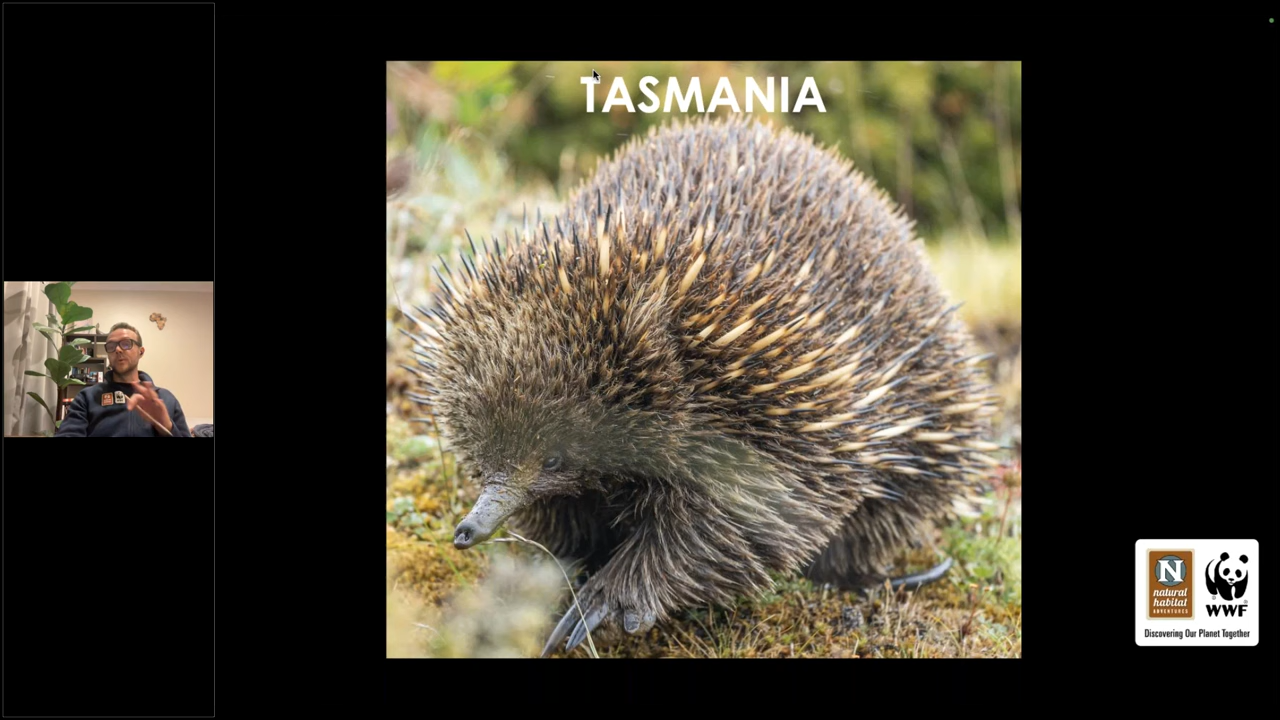 TASMANIA
N
natural
habitat
ADVENTURES
WWF
Discovering Our Planet Together